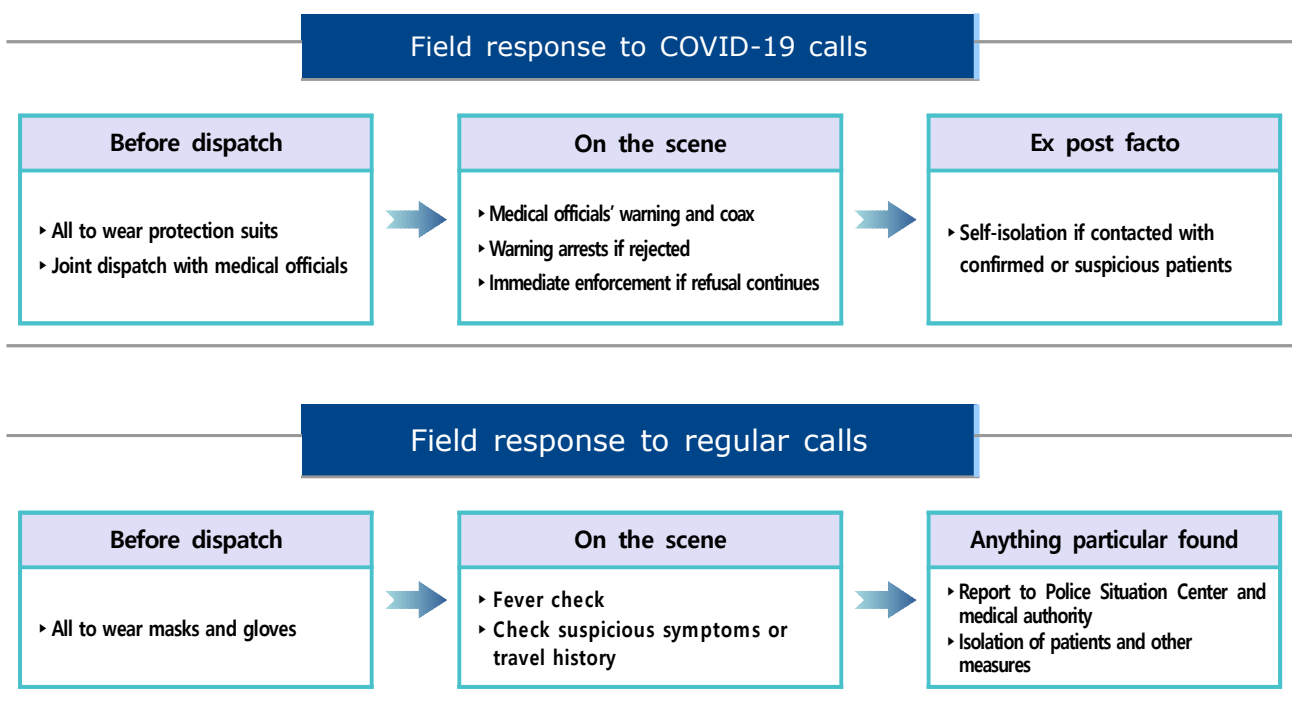 Field response to COVID-19 calls
Before dispatch
‣ All to wear protection suits
‣ Joint dispatch with medical officials
On the scene
‣ Medical officials’ warning and coax
‣ Warning arrests if rejected
‣ Immediate enforcement if refusal continues
Ex post facto
‣ Self-isolation if contacted with
confirmed or suspicious patients
Field response to regular calls
Before dispatch
‣ All to wear masks and gloves
On the scene
‣ Fever check
‣ Check suspicious symptoms or
travel history
Anything particular found
‣ Report to Police Situation Center and
medical authority
‣ Isolation of patients and other
measures